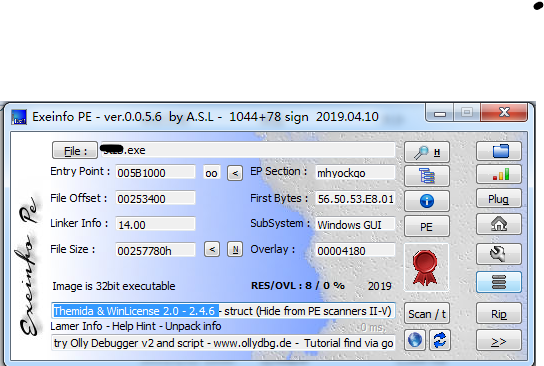 Exeinfo PE - ver.0.0.5.6 by A.S.L - 1044+78 sign 2019.04.10
File : .exe
H
Entry Point : 005B1000 oo < EP Section : mhyockgo
File Offset : 00253400 First Bytes : 56.50.53.E8.01 Plug
Linker Info : 14.00 SubSystem : Windows GUI PE
File Size : 00257780h < N Overlay : 00004180
Image is 32bit executable RES/OVL : 8 / 0 % 2019
Themida & WinLicense 2.0 - 2.4.6 - struct (Hide from PE scanners II-V) Scan / t Rip
Lamer Info - Help Hint - Unpack info 0 ms.
try Olly Debugger v2 and script - www.ollydbg.de - Tutorial find via go >>
Exeinfo Pe